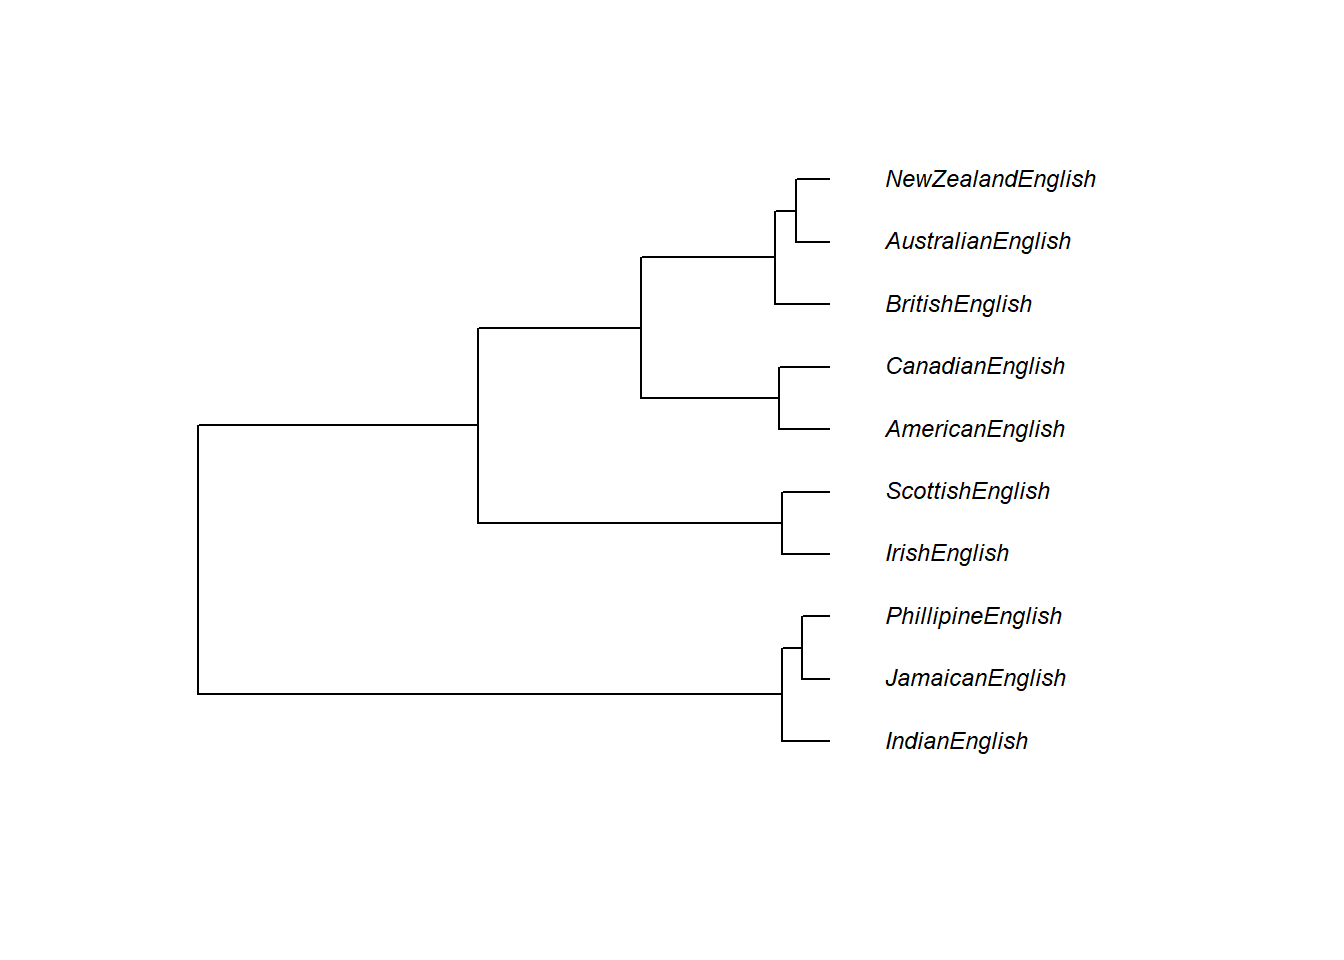 NewZealandEnglish
AustralianEnglish
BritishEnglish
CanadianEnglish
AmericanEnglish
ScottishEnglish
IrishEnglish
PhillipineEnglish
JamaicanEnglish
IndianEnglish